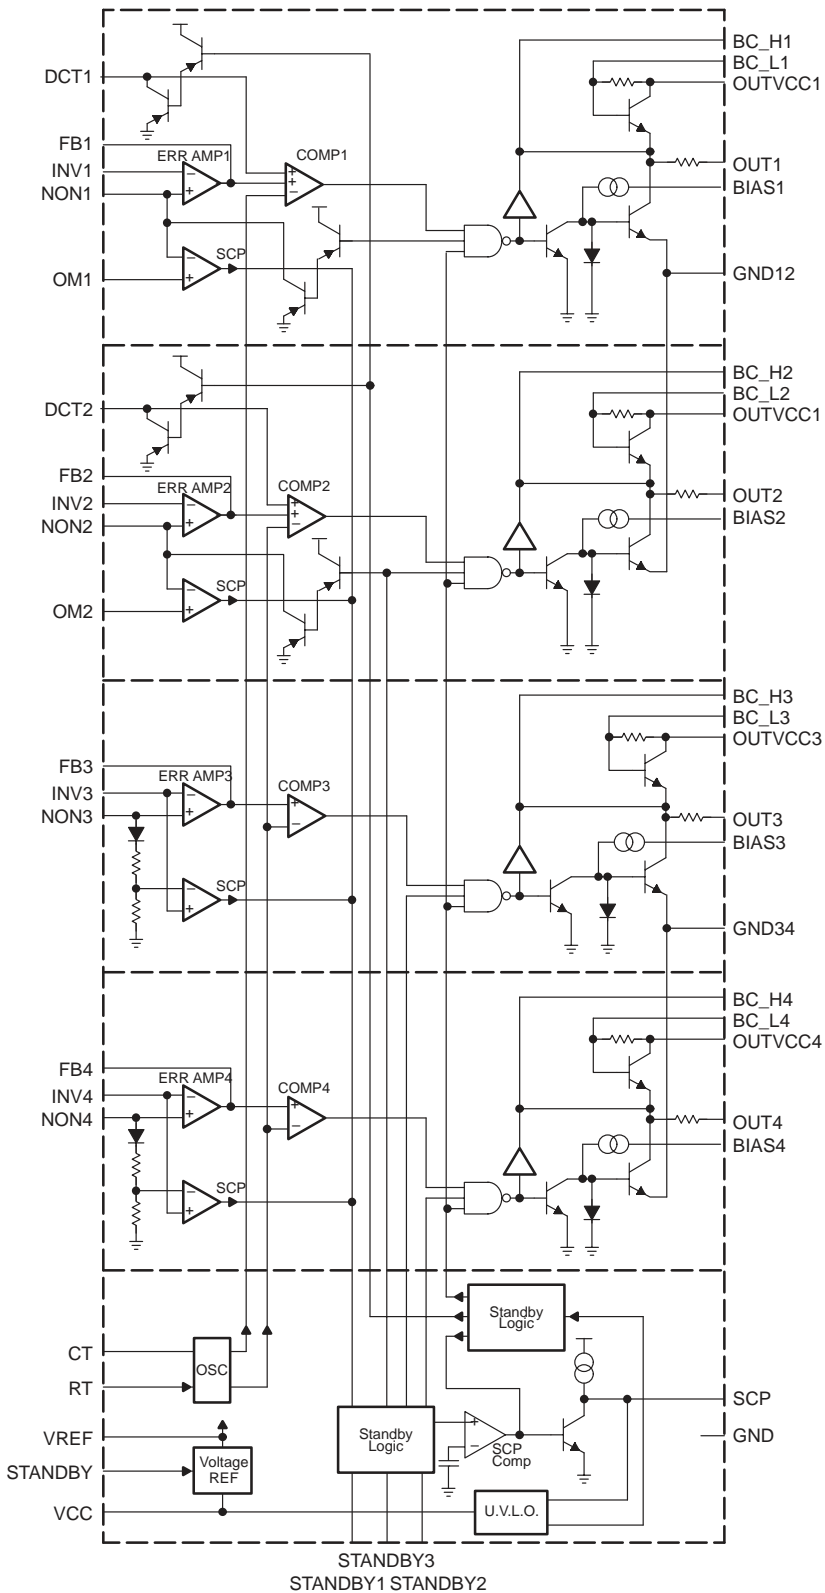 BC_H1
BC_L1
DCT1
OUTVCC1
FB1
ERR AMP1
COMP1
INV1
OUT1
NON1
BIAS1
−
+
+
+
−
SCP
−
+
OM1
GND12
BC_H2
BC_L2
DCT2
OUTVCC1
FB2
ERR AMP2
COMP2
INV2
OUT2
NON2
BIAS2
−
+
+
+
−
SCP
−
+
OM2
BC_H3
BC_L3
OUTVCC3
FB3
ERR AMP3
COMP3
INV3
OUT3
NON3
BIAS3
−
+
+
−
SCP
−
+
GND34
BC_H4
BC_L4
OUTVCC4
FB4
ERR AMP4
COMP4
INV4
OUT4
NON4
BIAS4
−
+
+
−
SCP
−
+
Standby
Logic
CT
OSC
RT
SCP
VREF
Standby
Logic
+
−
SCP
Comp
GND
STANDBY
Voltage
REF
VCC
U.V.L.O.
STANDBY3
STANDBY1 STANDBY2